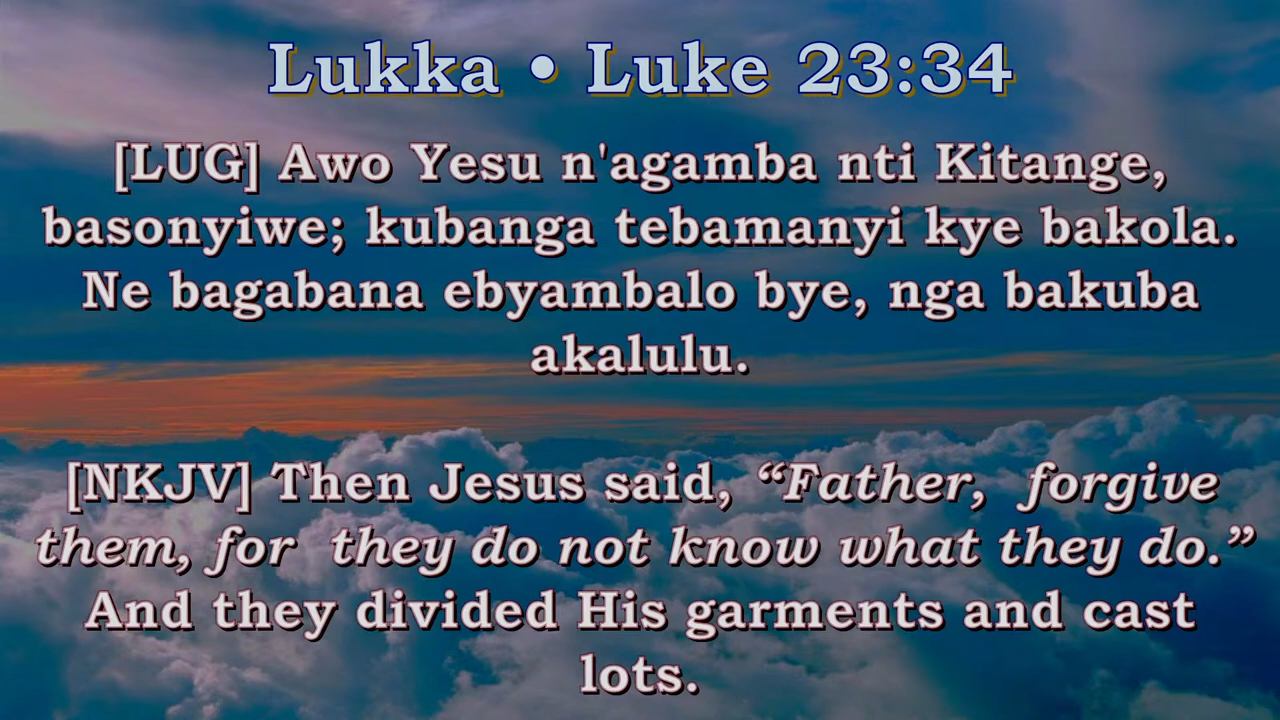 Lukka • Luke 23:34
[LUG] Awo Yesu n'agamba nti Kitange,
basonyiwe; kubanga tebamanyi kye bakola.
Ne bagabana ebyambalo bye, nga bakuba
akalulu.
[NKJV] Then Jesus said, “Father, forgive
them, for they do not know what they do.”
And they divided His garments and cast
lots.